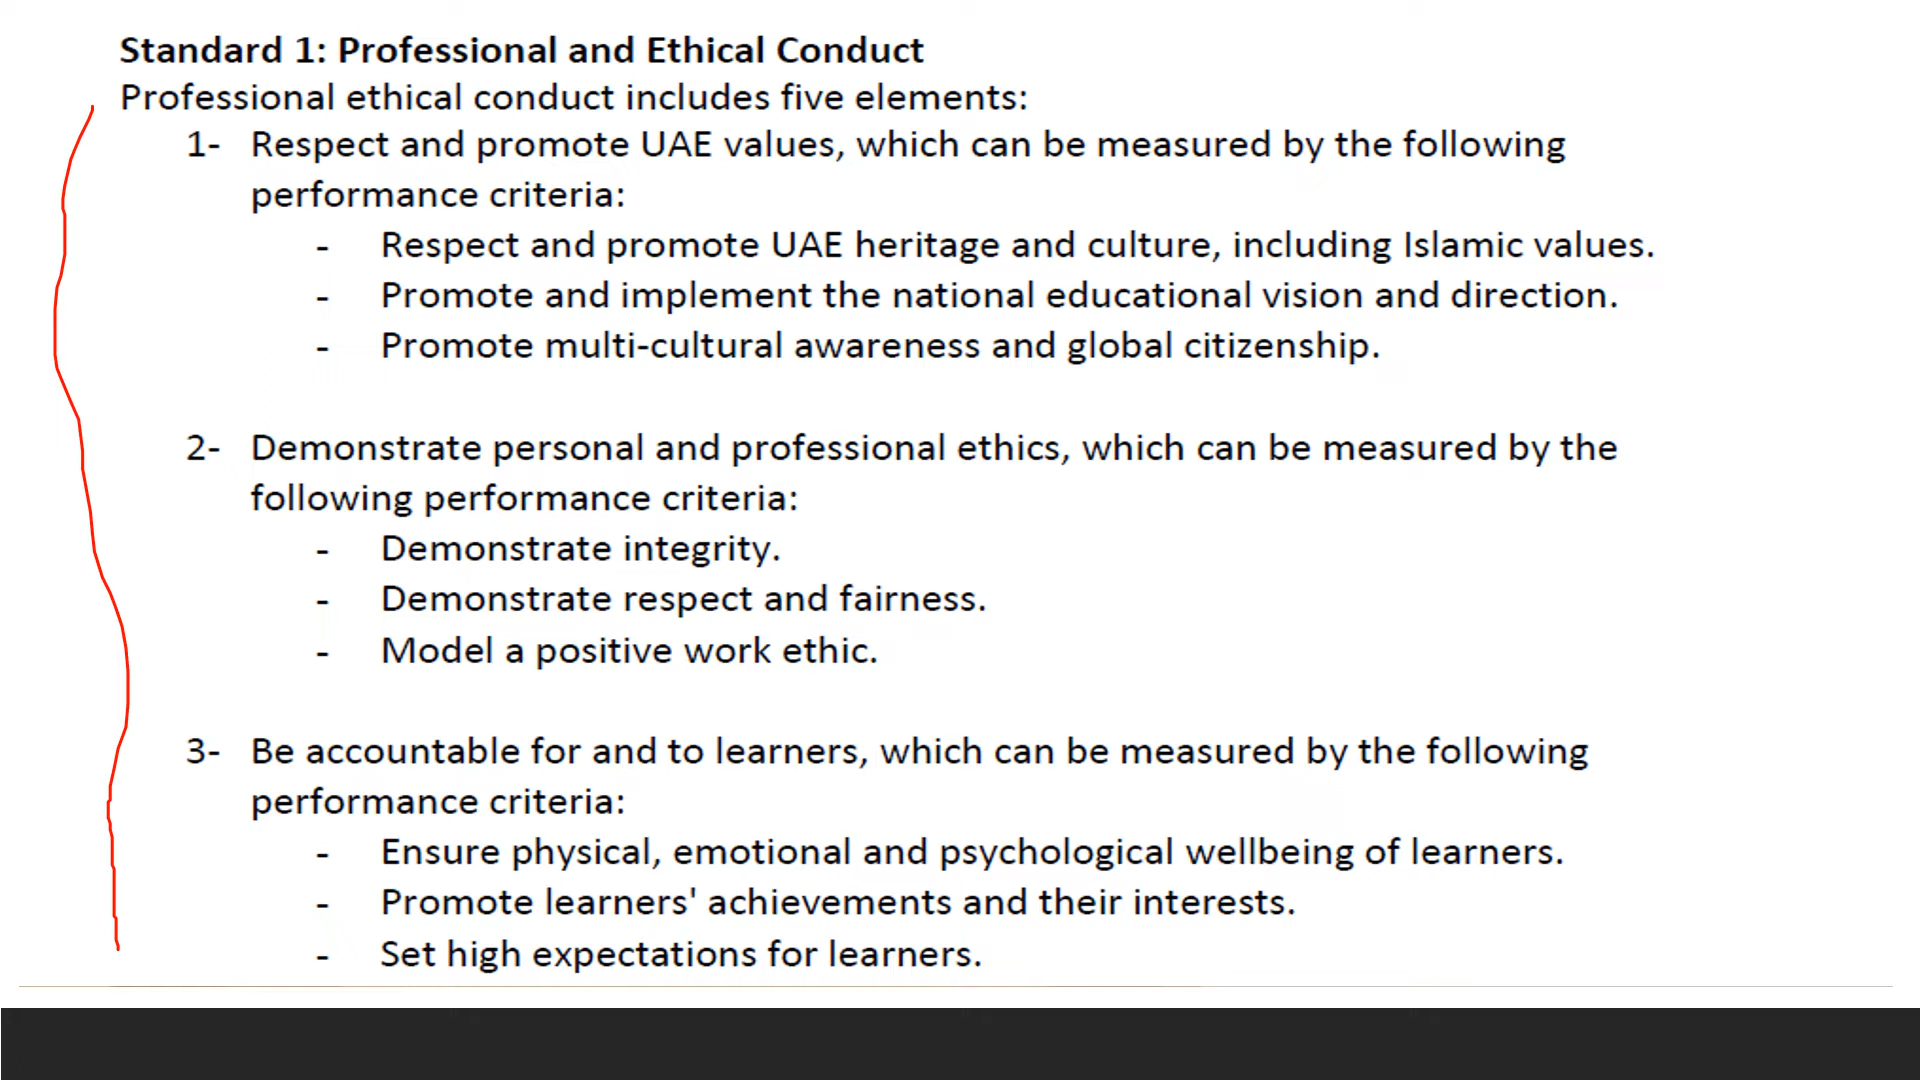 Standard 1: Professional and Ethical Conduct
Professional ethical conduct includes five elements:
1- Respect and promote UAE values, which can be measured by the following
performance criteria:
- Respect and promote UAE heritage and culture, including Islamic values.
- Promote and implement the national educational vision and direction.
- Promote multi-cultural awareness and global citizenship.
2- Demonstrate personal and professional ethics, which can be measured by the
following performance criteria:
- Demonstrate integrity.
- Demonstrate respect and fairness.
- Model a positive work ethic.
3- Be accountable for and to learners, which can be measured by the following
performance criteria:
- Ensure physical, emotional and psychological wellbeing of learners.
- Promote learners' achievements and their interests.
- Set high expectations for learners.